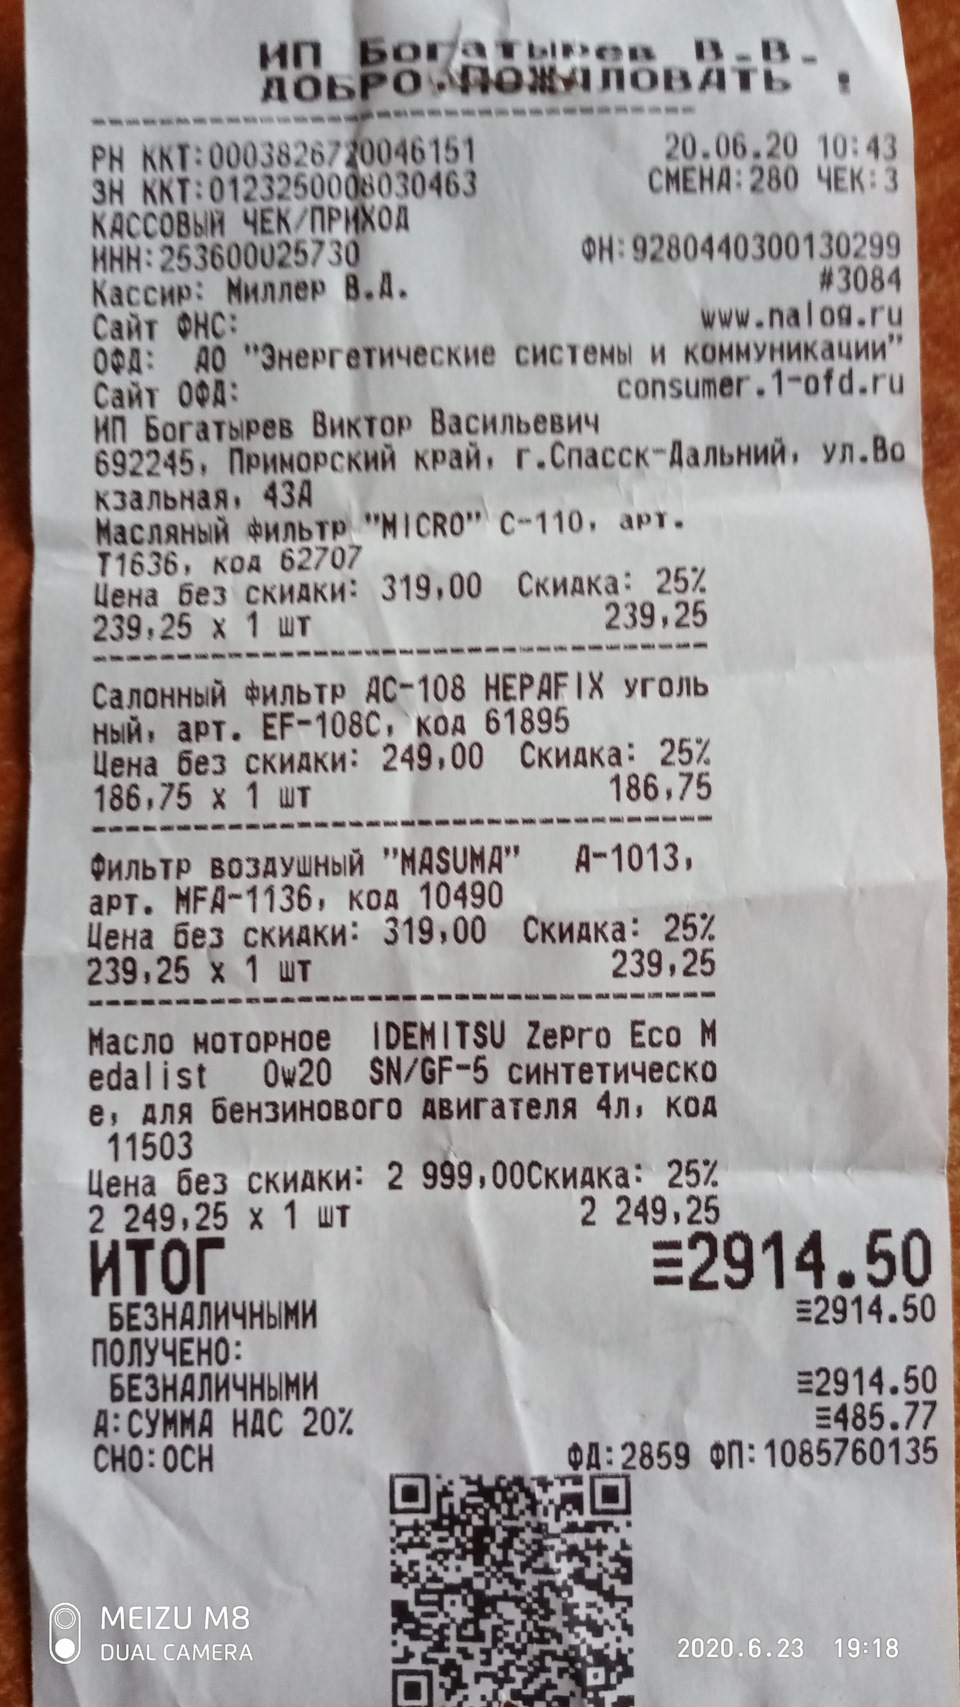 ИП Богатырев В.В.
ДОБРО ПОЖАЛОВАТЬ !
РН ККТ:0003826720046151 20.06.20 10:43
ЗН ККТ:0123250008030463 СМЕНА:280 ЧЕК:3
КАССОВЫЙ ЧЕК/ПРИХОД
ИНН:253600025730 ФН:9280440300130299
Кассир: Миллер В.А. #3084
Сайт ФНС: www.nalog.ru
ОФД: АО "Энергетические системы и коммуникации"
Сайт ОФД: consumer.1-ofd.ru
ИП Богатырев Виктор Васильевич
692245, Приморский край, г.Спасск-Дальний, ул.Во
кзальная, 43А
Масляный фильтр "MICRO" C-110, арт.
T1636, код 62707
Цена без скидки: 319,00 Скидка: 25%
239,25 x 1 шт 239,25
Салонный фильтр AC-108 HEPAFIX уголь
ный, арт. EF-108C, код 61895
Цена без скидки: 249,00 Скидка: 25%
186,75 x 1 шт 186,75
Фильтр воздушный "MASUMA" A-1013,
арт. MFA-1136, код 10490
Цена без скидки: 319,00 Скидка: 25%
239,25 x 1 шт 239,25
Масло моторное IDEMITSU Zepro Eco M
edalist 0w20 SN/GF-5 синтетическо
е, для бензинового двигателя 4л, код
11503
Цена без скидки: 2 999,00Скидка: 25%
2 249,25 x 1 шт 2 249,25
ИТОГ ≡2914.50
БЕЗНАЛИЧНЫМИ ≡2914.50
ПОЛУЧЕНО:
БЕЗНАЛИЧНЫМИ ≡2914.50
А:СУММА НДС 20% ≡485.77
СНО:ОСН ФД:2859 ФП:1085760135
MEIZU M8
DUAL CAMERA 2020.6.23 19:18